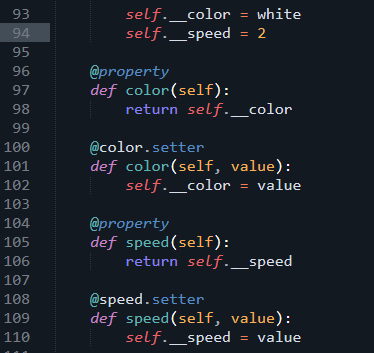 93 self.__color = white
94 self.__speed = 2
95
96 @property
97 def color(self):
98 return self.__color
99
100 @color.setter
101 def color(self, value):
102 self.__color = value
103
104 @property
105 def speed(self):
106 return self.__speed
107
108 @speed.setter
109 def speed(self, value):
110 self.__speed = value